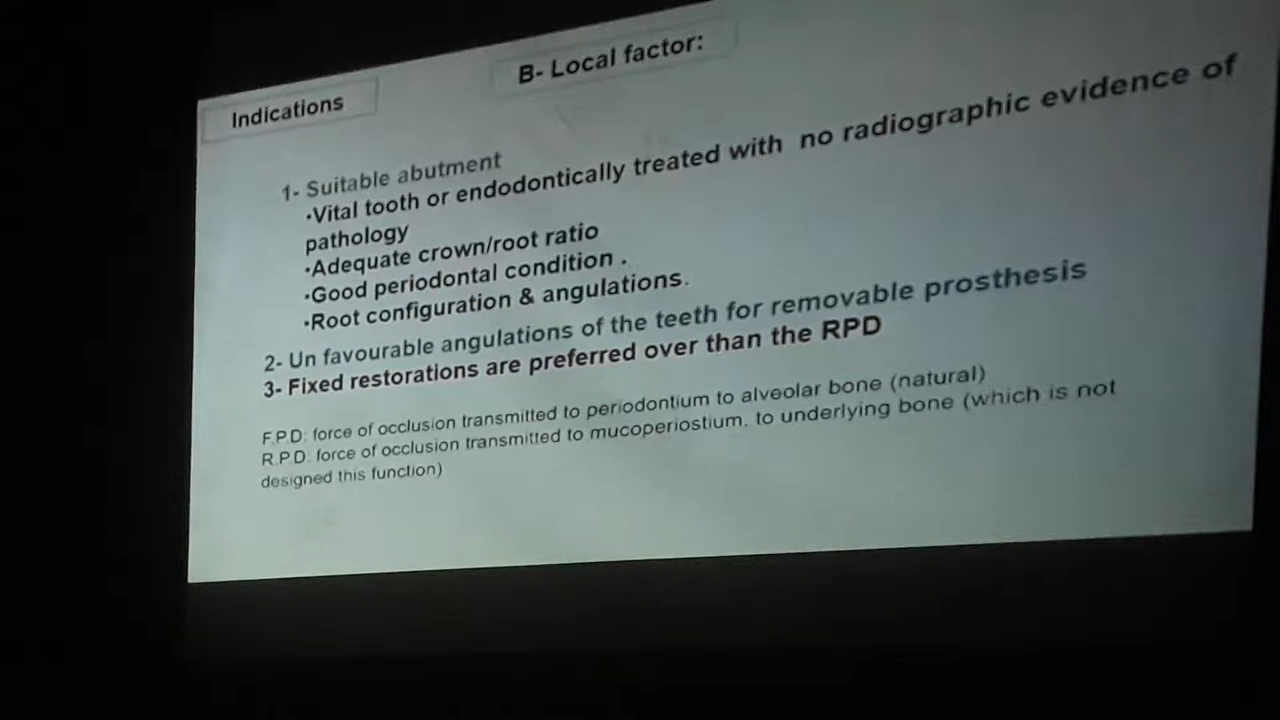 Indications
B- Local factor:
1- Suitable abutment
•Vital tooth or endodontically treated with no radiographic evidence of
pathology
•Adequate crown/root ratio
•Good periodontal condition .
•Root configuration & angulations.
2- Un favourable angulations of the teeth for removable prosthesis
3- Fixed restorations are preferred over than the RPD
F.P.D: force of occlusion transmitted to periodontium to alveolar bone (natural)
R.P.D: force of occlusion transmitted to mucoperiostium. to underlying bone (which is not
designed this function)